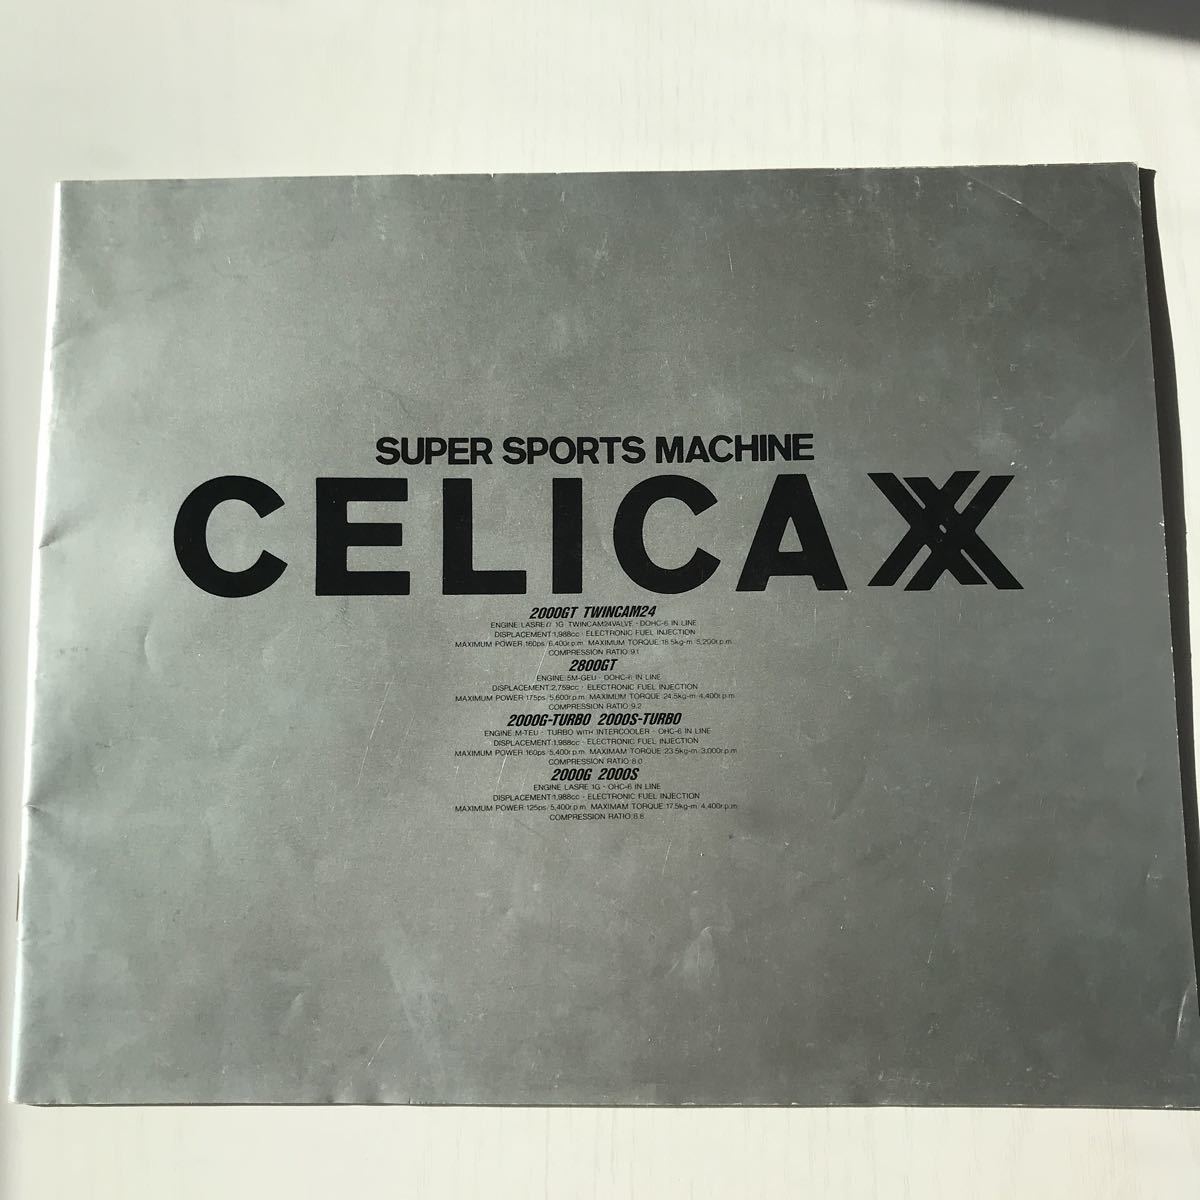 SUPER SPORTS MACHINE
CELICA XX
2000GT TWINCAM24
ENGINE:LASREα 1G TWINCAM24VALVE・DOHC-6 IN LINE
DISPLACEMENT:1,988cc・ELECTRONIC FUEL INJECTION
MAXIMUM POWER:160ps/6,400r.p.m. MAXIMUM TORQUE:18.5kg-m/5,200r.p.m.
COMPRESSION RATIO:9.1
2800GT
ENGINE:5M-GEU・DOHC-6 IN LINE
DISPLACEMENT:2,759cc・ELECTRONIC FUEL INJECTION
MAXIMUM POWER:175ps/5,600r.p.m. MAXIMUM TORQUE:24.5kg-m/4,400r.p.m.
COMPRESSION RATIO:9.2
2000G-TURBO 2000S-TURBO
ENGINE:M-TEU・TURBO WITH INTERCOOLER・OHC-6 IN LINE
DISPLACEMENT:1,988cc・ELECTRONIC FUEL INJECTION
MAXIMUM POWER:160ps/5,400r.p.m. MAXIMAM TORQUE:23.5kg-m/3,000r.p.m.
COMPRESSION RATIO:8.0
2000G 2000S
ENGINE:LASRE 1G・OHC-6 IN LINE
DISPLACEMENT:1,988cc・ELECTRONIC FUEL INJECTION
MAXIMUM POWER:125ps/5,400r.p.m. MAXIMAM TORQUE:17.5kg-m/4,400r.p.m.
COMPRESSION RATIO:8.8